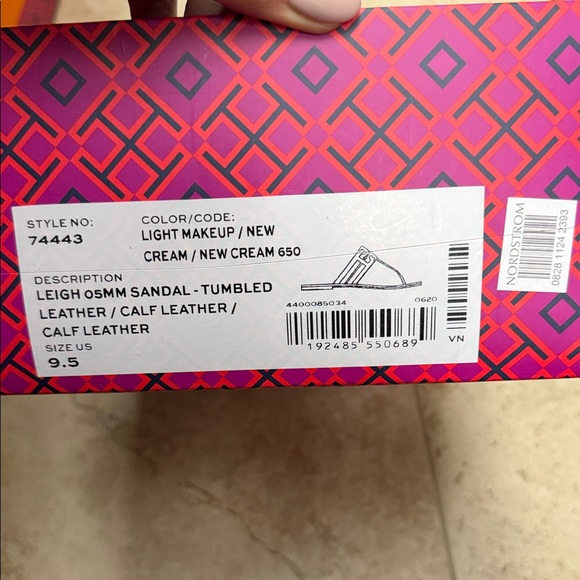 STYLE NO:
74443
COLOR/CODE:
LIGHT MAKEUP / NEW
CREAM / NEW CREAM 650
DESCRIPTION
LEIGH 05MM SANDAL - TUMBLED
LEATHER / CALF LEATHER /
CALF LEATHER
SIZE US
9.5
4400085034
0620
192485 550689
VN
NORDSTROM
0828 1124 2393